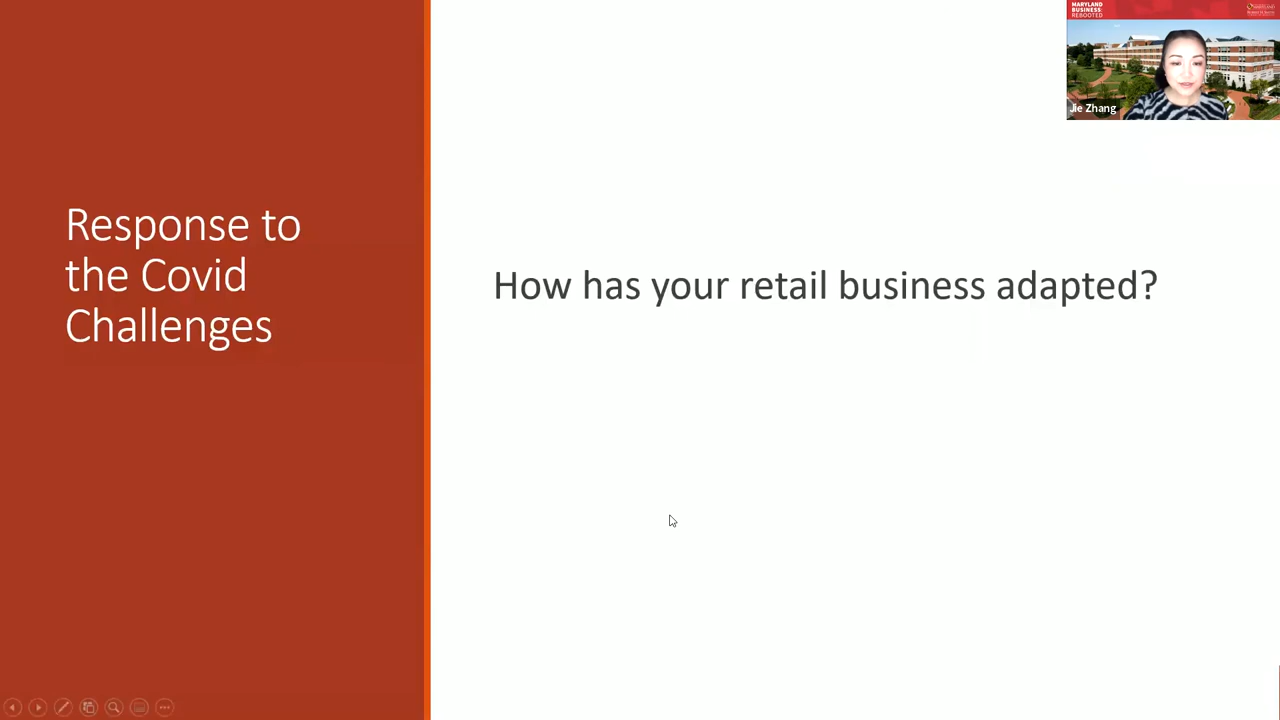 MARYLAND
BUSINESS:
REBOOTED
Jie Zhang
Response to
the Covid
Challenges
How has your retail business adapted?